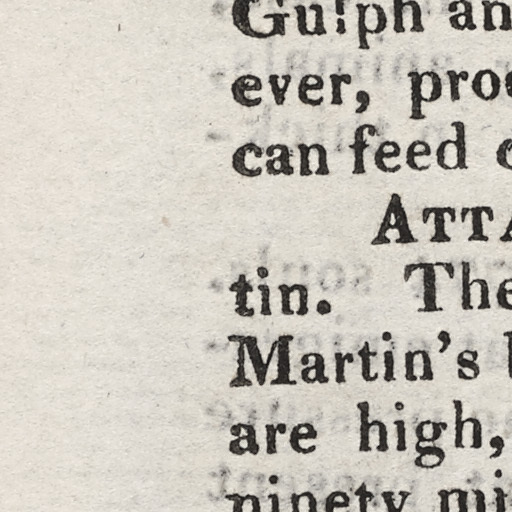 Gulph an
ever, pro
can feed
ATTA
tin. The
Martin's
are high,
ninety mi